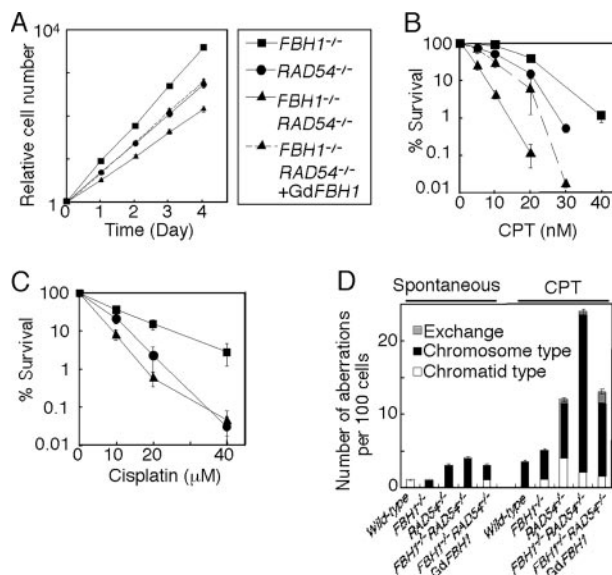 A
10⁴
Relative cell number
1
0 1 2 3 4
Time (Day)
FBH1⁻/⁻
RAD54⁻/⁻
FBH1⁻/⁻
RAD54⁻/⁻
FBH1⁻/⁻
RAD54⁻/⁻
+GdFBH1
B
% Survival
100
10
1
0.1
0.01
0 10 20 30 40
CPT (nM)
C
% Survival
100
10
1
0.1
0.01
0 10 20 40
Cisplatin (μM)
D
Spontaneous CPT
Exchange
Chromosome type
Chromatid type
Number of aberrations
per 100 cells
20
10
0
Wild-type
FBH1⁻/⁻
RAD54⁻/⁻
FBH1⁻/⁻ RAD54⁻/⁻
FBH1⁻/⁻ RAD54⁻/⁻
GdFBH1
Wild-type
FBH1⁻/⁻
RAD54⁻/⁻
FBH1⁻/⁻ RAD54⁻/⁻
FBH1⁻/⁻ RAD54⁻/⁻
GdFBH1